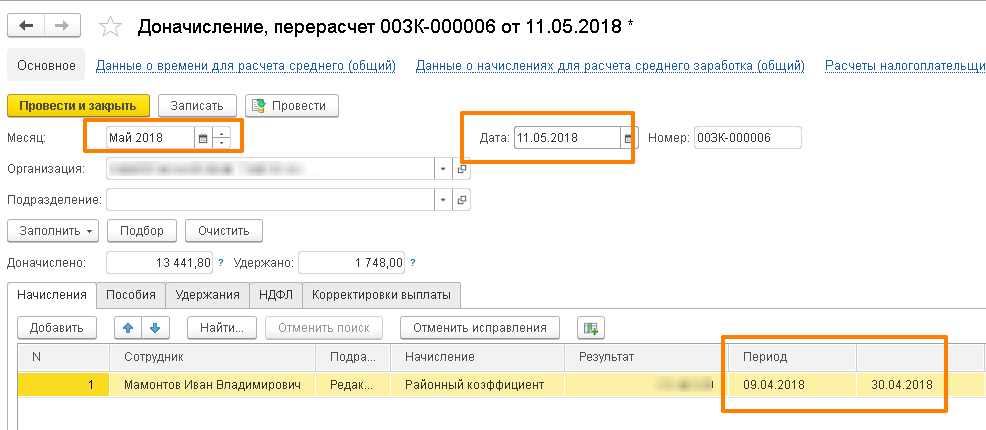 Доначисление, перерасчет 00ЗК-000006 от 11.05.2018 *
Основное Данные о времени для расчета среднего (общий) Данные о начислениях для расчета среднего заработка (общий) Расчеты налогоплательщи
Провести и закрыть Записать Провести
Месяц: Май 2018 Дата: 11.05.2018 Номер: 00ЗК-000006
Организация:
Подразделение:
Заполнить Подбор Очистить
Доначислено: 13 441,80 ? Удержано: 1 748,00 ?
Начисления Пособия Удержания НДФЛ Корректировки выплаты
Добавить Найти... Отменить поиск Отменить исправления
N Сотрудник Подра... Начисление Результат Период
1 Мамонтов Иван Владимирович Редак... Районный коэффициент 09.04.2018 30.04.2018